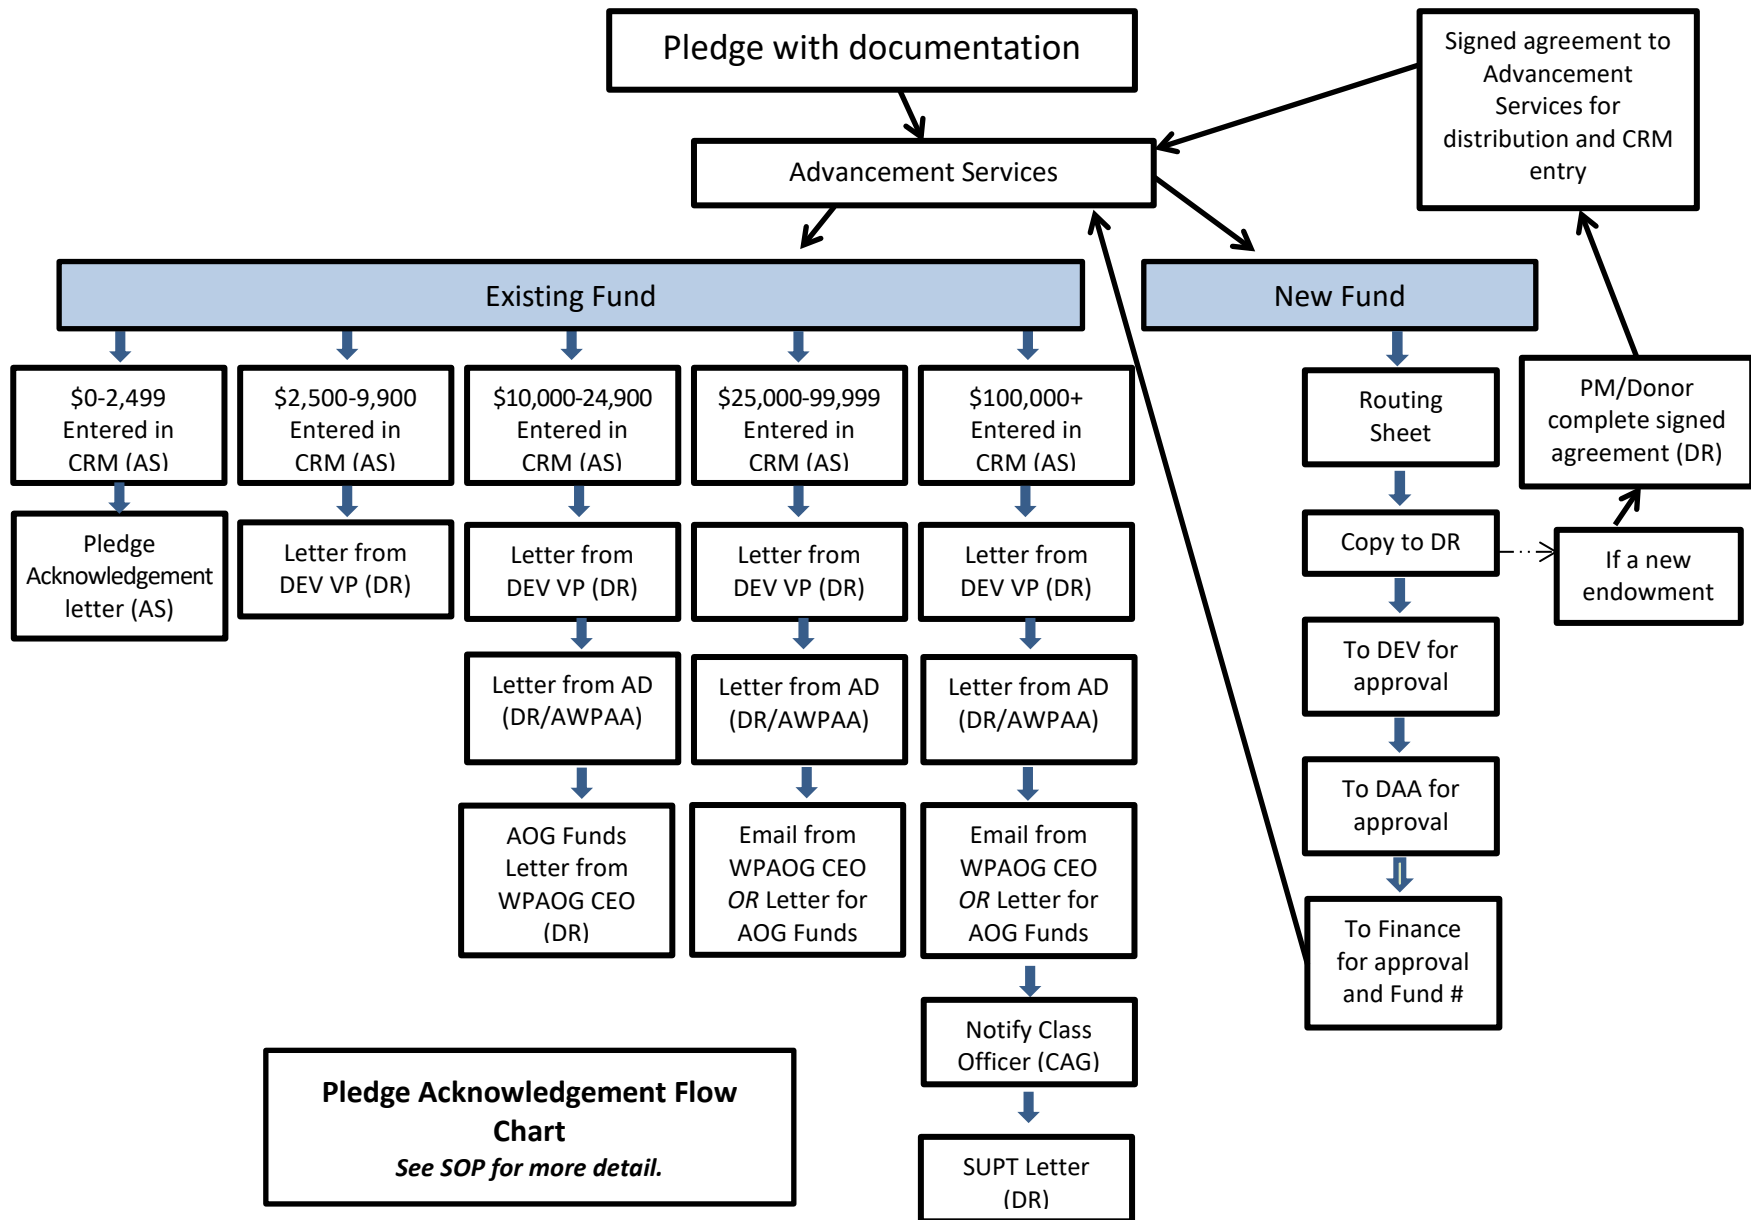 Pledge with documentation
Signed agreement to
Advancement
Services for
distribution and CRM
entry
Advancement Services
Existing Fund
New Fund
$0-2,499
Entered in
CRM (AS)
Pledge
Acknowledgement
letter (AS)
$2,500-9,900
Entered in
CRM (AS)
Letter from
DEV VP (DR)
$10,000-24,900
Entered in
CRM (AS)
Letter from
DEV VP (DR)
Letter from AD
(DR/AWPAA)
AOG Funds
Letter from
WPAOG CEO
(DR)
$25,000-99,999
Entered in
CRM (AS)
Letter from
DEV VP (DR)
Letter from AD
(DR/AWPAA)
Email from
WPAOG CEO
OR Letter for
AOG Funds
$100,000+
Entered in
CRM (AS)
Letter from
DEV VP (DR)
Letter from AD
(DR/AWPAA)
Email from
WPAOG CEO
OR Letter for
AOG Funds
Notify Class
Officer (CAG)
SUPT Letter
(DR)
Routing
Sheet
Copy to DR
To DEV for
approval
To DAA for
approval
To Finance
for approval
and Fund #
PM/Donor
complete signed
agreement (DR)
If a new
endowment
Pledge Acknowledgement Flow
Chart
See SOP for more detail.